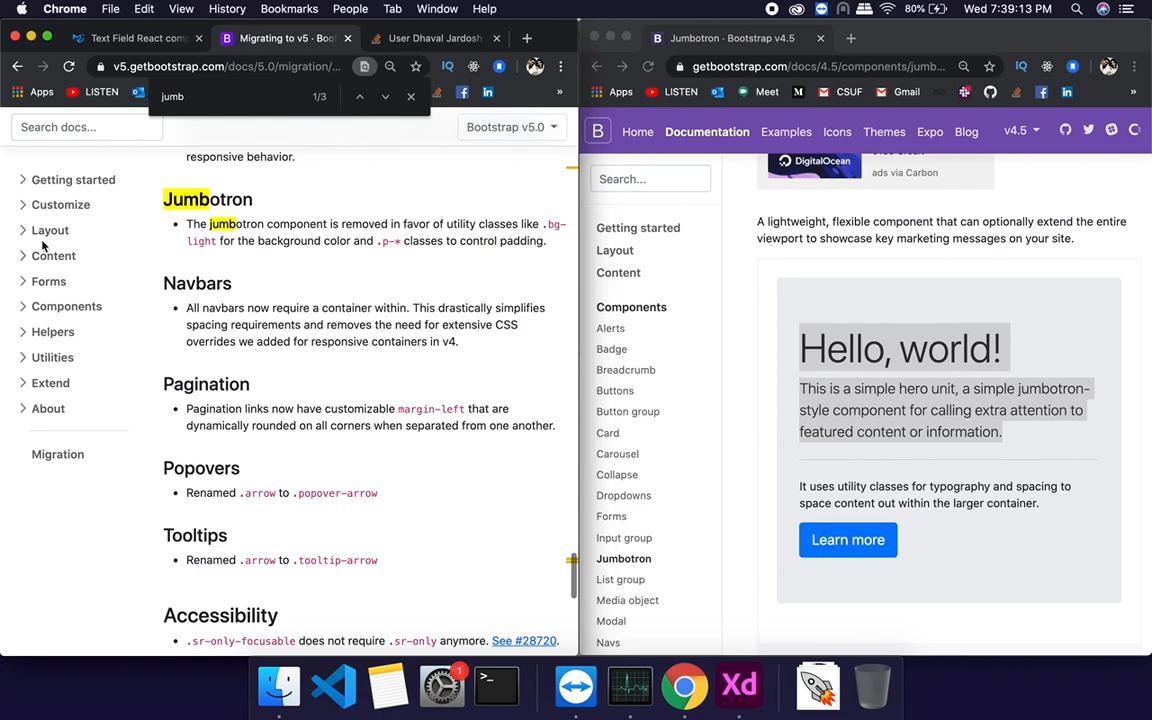 Chrome File Edit View History Bookmarks People Tab Window Help 80% Wed 7:39:13 PM
Text Field React com
Migrating to v5 · Boo
User Dhaval Jardosh
v5.getbootstrap.com/docs/5.0/migration/...
Apps LISTEN
jumb 1/3
Search docs...
Bootstrap v5.0
Getting started
Customize
Layout
Content
Forms
Components
Helpers
Utilities
Extend
About
Migration
responsive behavior.
Jumbotron
The jumbotron component is removed in favor of utility classes like .bg-
light for the background color and .p-* classes to control padding.
Navbars
All navbars now require a container within. This drastically simplifies
spacing requirements and removes the need for extensive CSS
overrides we added for responsive containers in v4.
Pagination
Pagination links now have customizable margin-left that are
dynamically rounded on all corners when separated from one another.
Popovers
Renamed .arrow to .popover-arrow
Tooltips
Renamed .arrow to .tooltip-arrow
Accessibility
.sr-only-focusable does not require .sr-only anymore. See #28720.
Jumbotron · Bootstrap v4.5
getbootstrap.com/docs/4.5/components/jumb...
Apps LISTEN Meet CSUF Gmail
B Home Documentation Examples Icons Themes Expo Blog v4.5
Search...
Getting started
Layout
Content
Components
Alerts
Badge
Breadcrumb
Buttons
Button group
Card
Carousel
Collapse
Dropdowns
Forms
Input group
Jumbotron
List group
Media object
Modal
Navs
DigitalOcean
ads via Carbon
A lightweight, flexible component that can optionally extend the entire
viewport to showcase key marketing messages on your site.
Hello, world!
This is a simple hero unit, a simple jumbotron-
style component for calling extra attention to
featured content or information.
It uses utility classes for typography and spacing to
space content out within the larger container.
Learn more
1
Xd